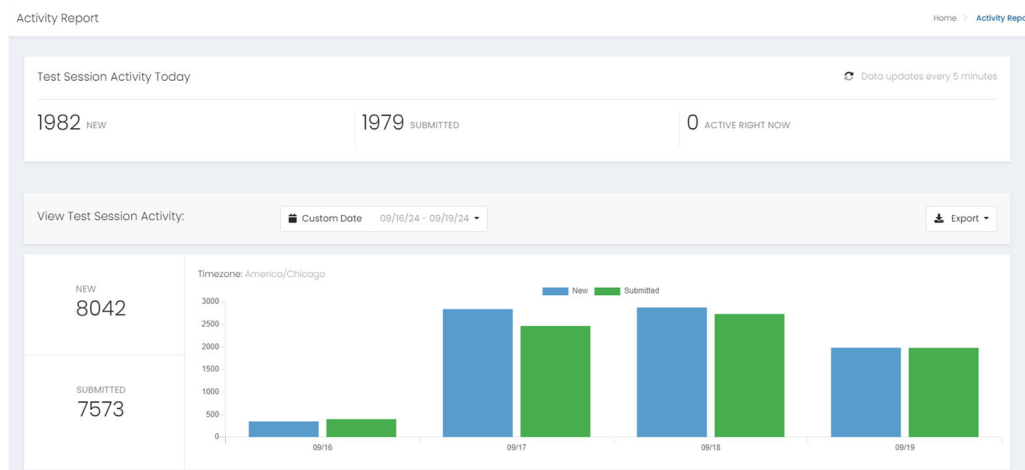 Activity Report
Home > Activity Repo
Test Session Activity Today
Data updates every 5 minutes
1982 NEW
1979 SUBMITTED
0 ACTIVE RIGHT NOW
View Test Session Activity:
Custom Date 09/16/24 - 09/19/24
Export
NEW
8042
SUBMITTED
7573
Timezone: America/Chicago
New
Submitted
3000
2500
2000
1500
1000
500
0
09/16
09/17
09/18
09/19